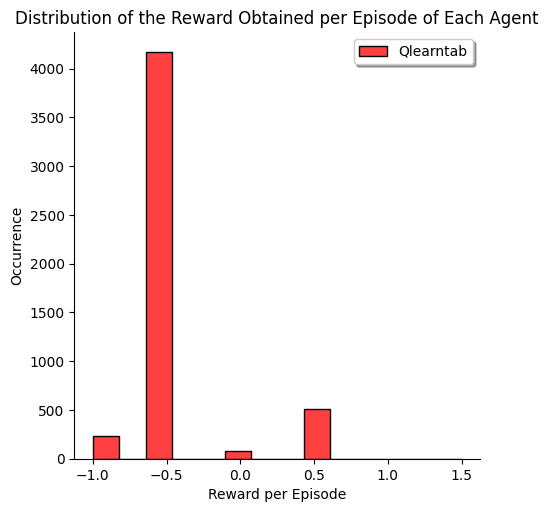 Distribution of the Reward Obtained per Episode of Each Agent
Qlearntab
4000
3500
3000
2500
2000
1500
1000
500
0
Occurrence
−1.0 −0.5 0.0 0.5 1.0 1.5
Reward per Episode